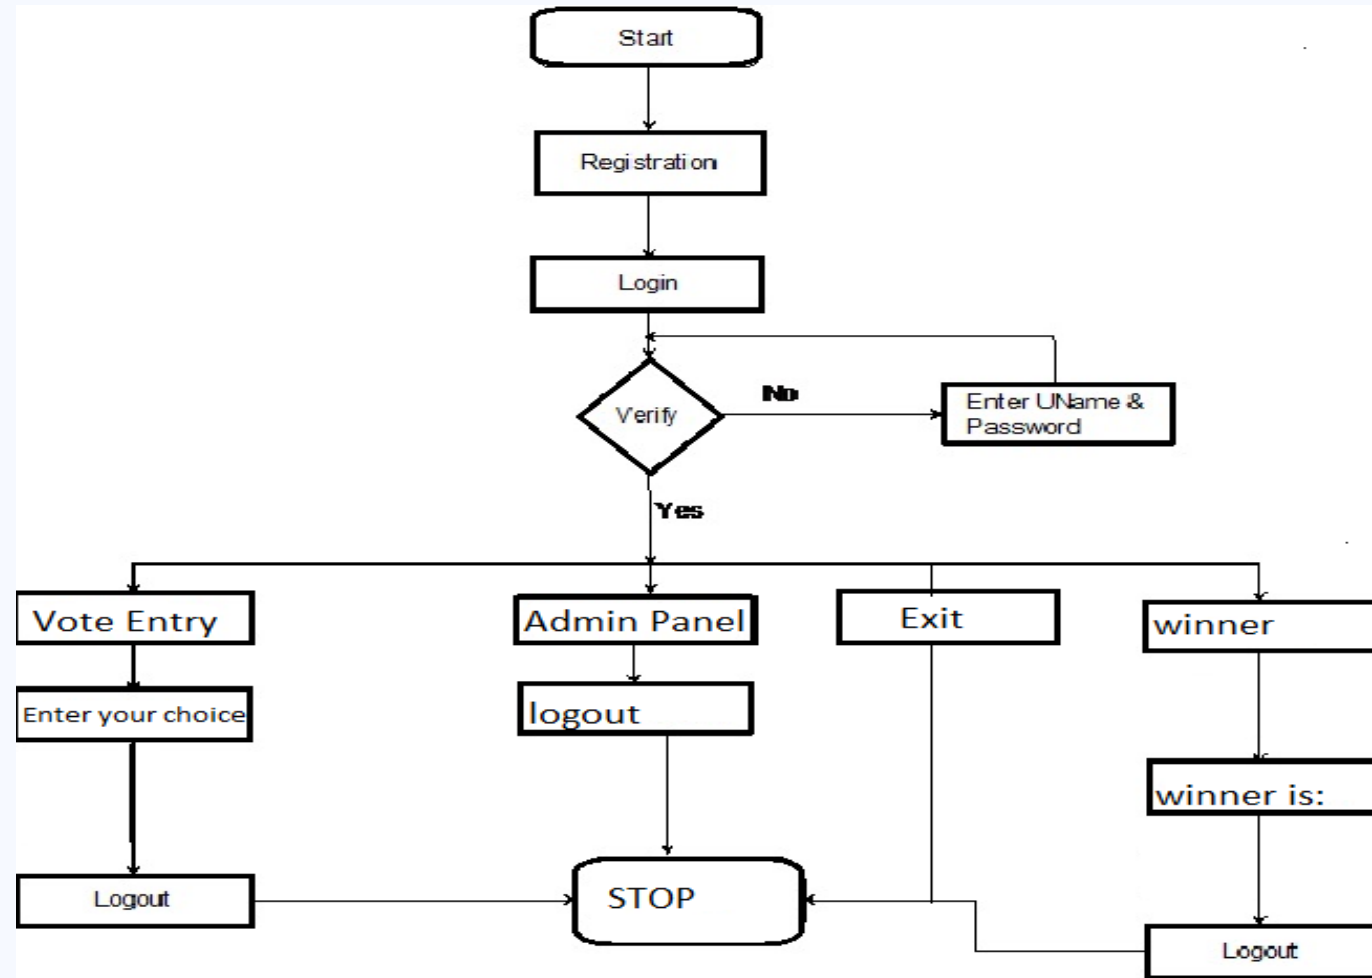 Start
Registration
Login
Verify
No
Enter UName &
Password
Yes
Vote Entry
Admin Panel
Exit
winner
Enter your choice
logout
winner is:
Logout
STOP
Logout